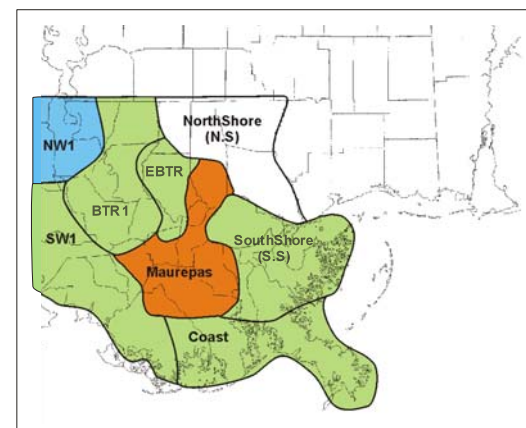 NorthShore
(N.S)
NW1
EBTR
BTR1
SW1
SouthShore
(S.S)
Maurepas
Coast